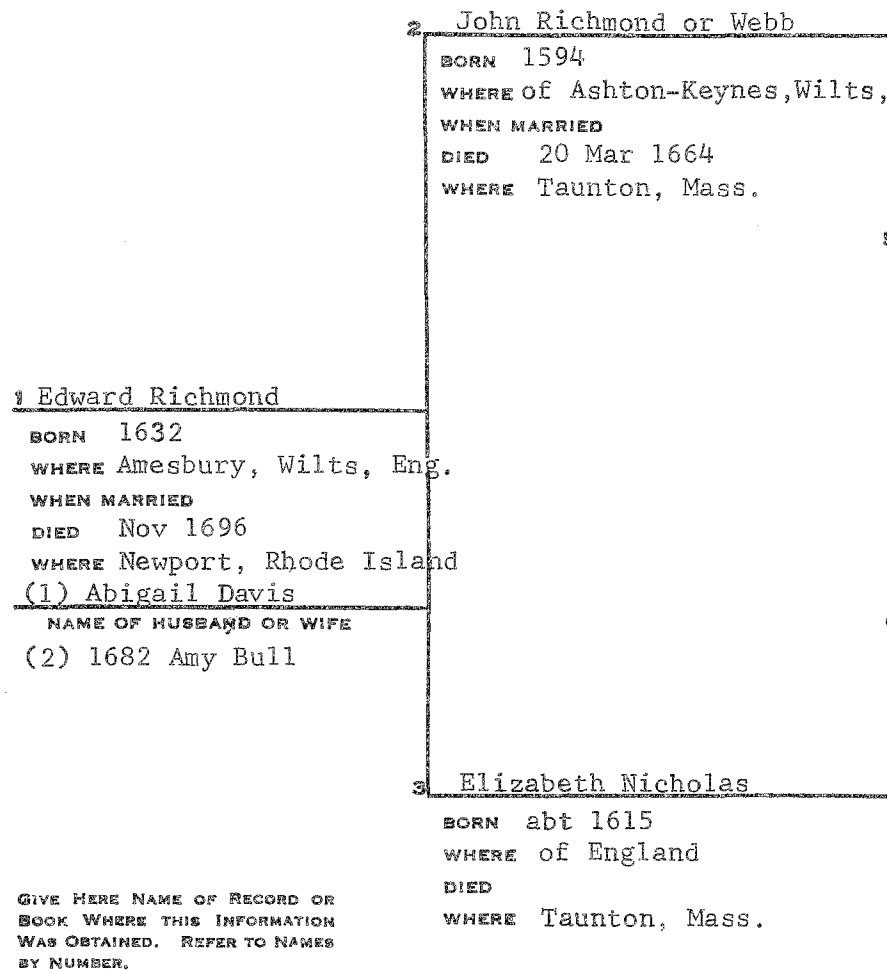 2 John Richmond or Webb
BORN 1594
WHERE of Ashton-Keynes,Wilts,
WHEN MARRIED
DIED 20 Mar 1664
WHERE Taunton, Mass.
1 Edward Richmond
BORN 1632
WHERE Amesbury, Wilts, Eng.
WHEN MARRIED
DIED Nov 1696
WHERE Newport, Rhode Island
(1) Abigail Davis
NAME OF HUSBAND OR WIFE
(2) 1682 Amy Bull
3 Elizabeth Nicholas
BORN abt 1615
WHERE of England
DIED
WHERE Taunton, Mass.
GIVE HERE NAME OF RECORD OR
BOOK WHERE THIS INFORMATION
WAS OBTAINED. REFER TO NAMES
BY NUMBER.